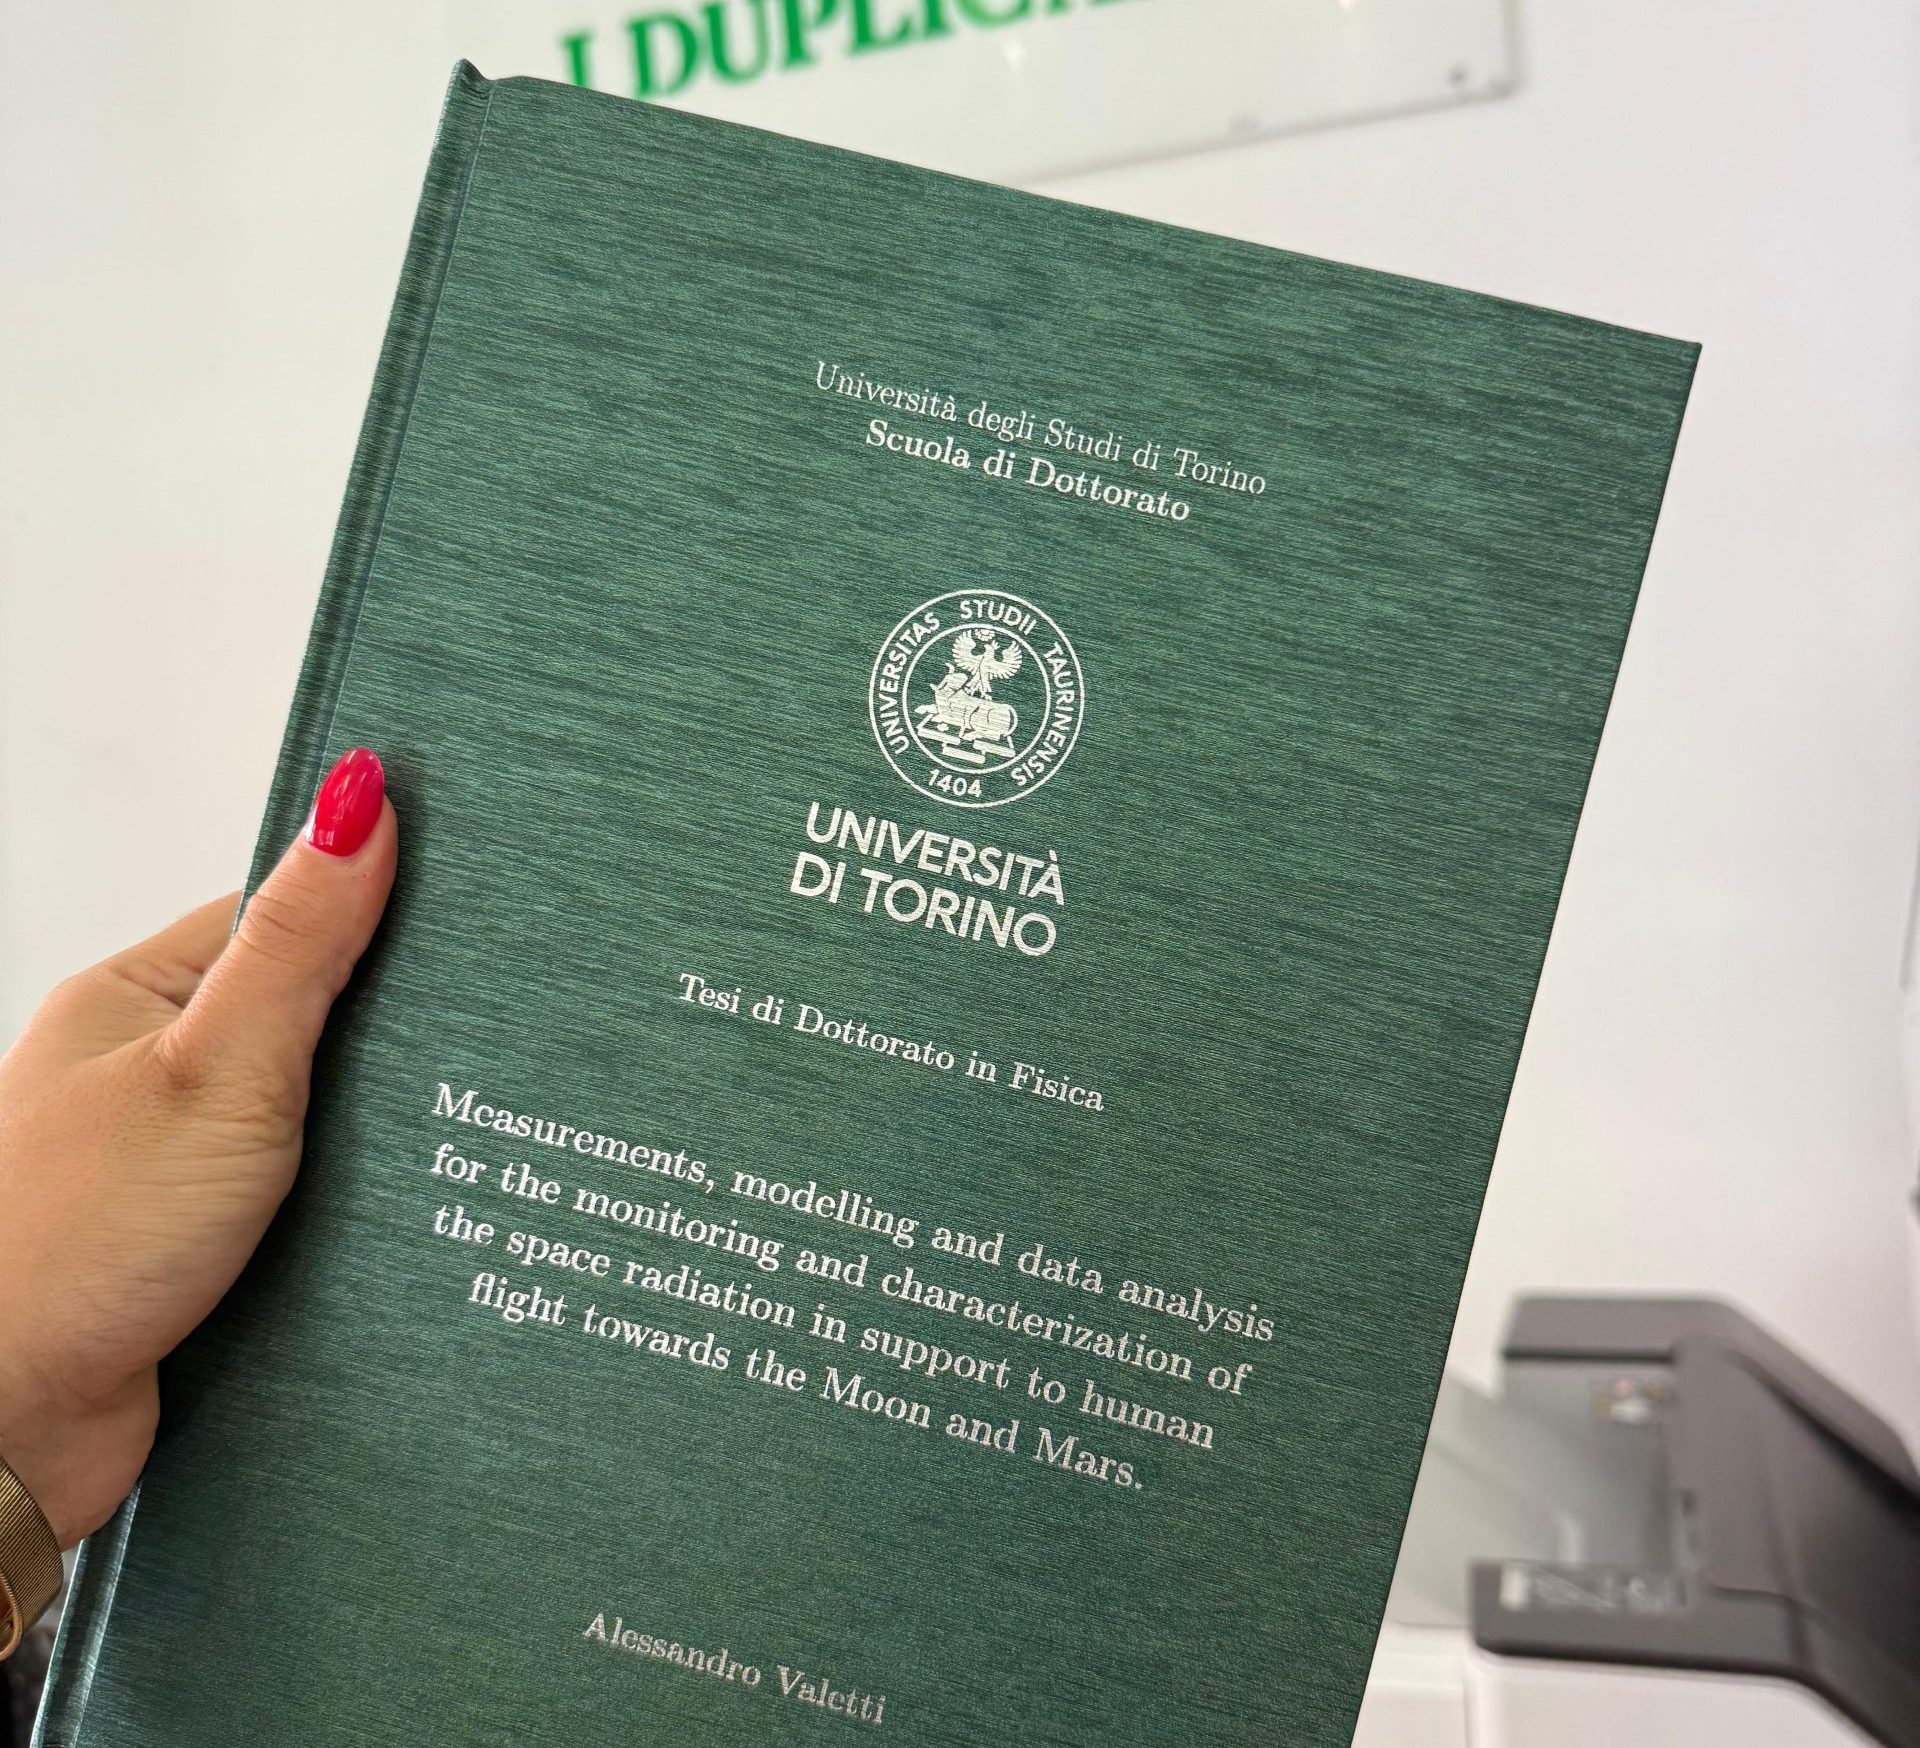 Università degli Studi di Torino
Scuola di Dottorato
UNIVERSITAS STUDII TAURINENSIS
1404
UNIVERSITÀ
DI TORINO
Tesi di Dottorato in Fisica
Measurements, modelling and data analysis
for the monitoring and characterization of
the space radiation in support to human
flight towards the Moon and Mars.
Alessandro Valetti